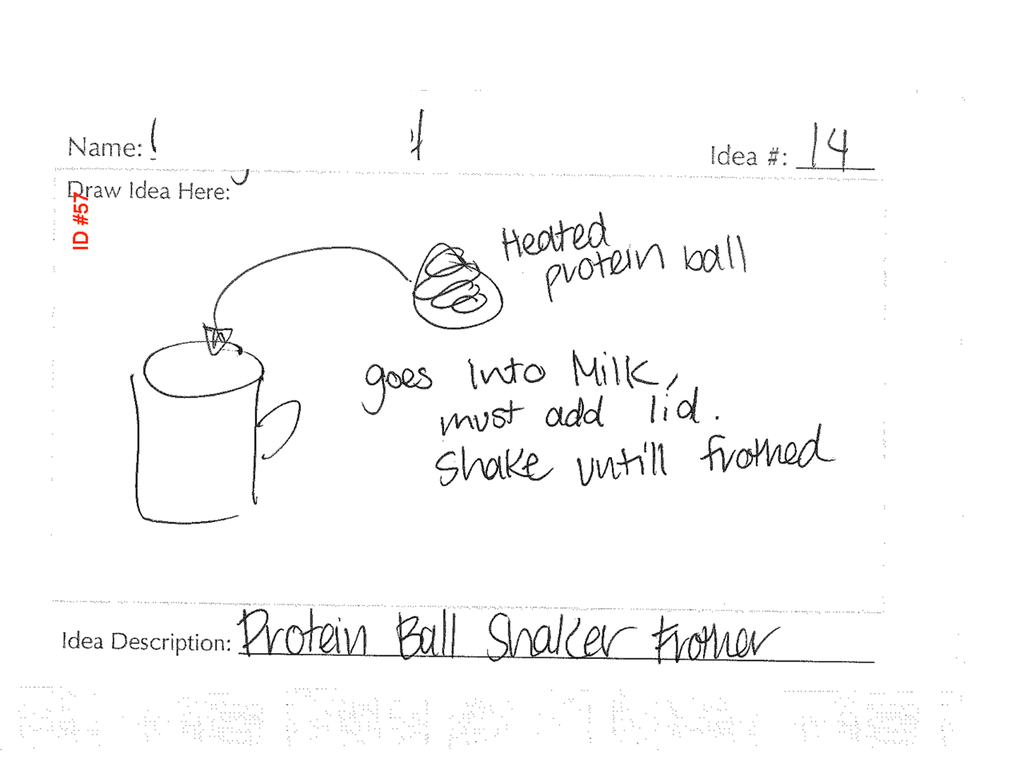 Name:
Idea #: 14
Draw Idea Here:
ID #57
Heated
protein ball
goes into Milk,
must add lid.
Shake untill frothed
Idea Description: Protein Ball Shaker Frother